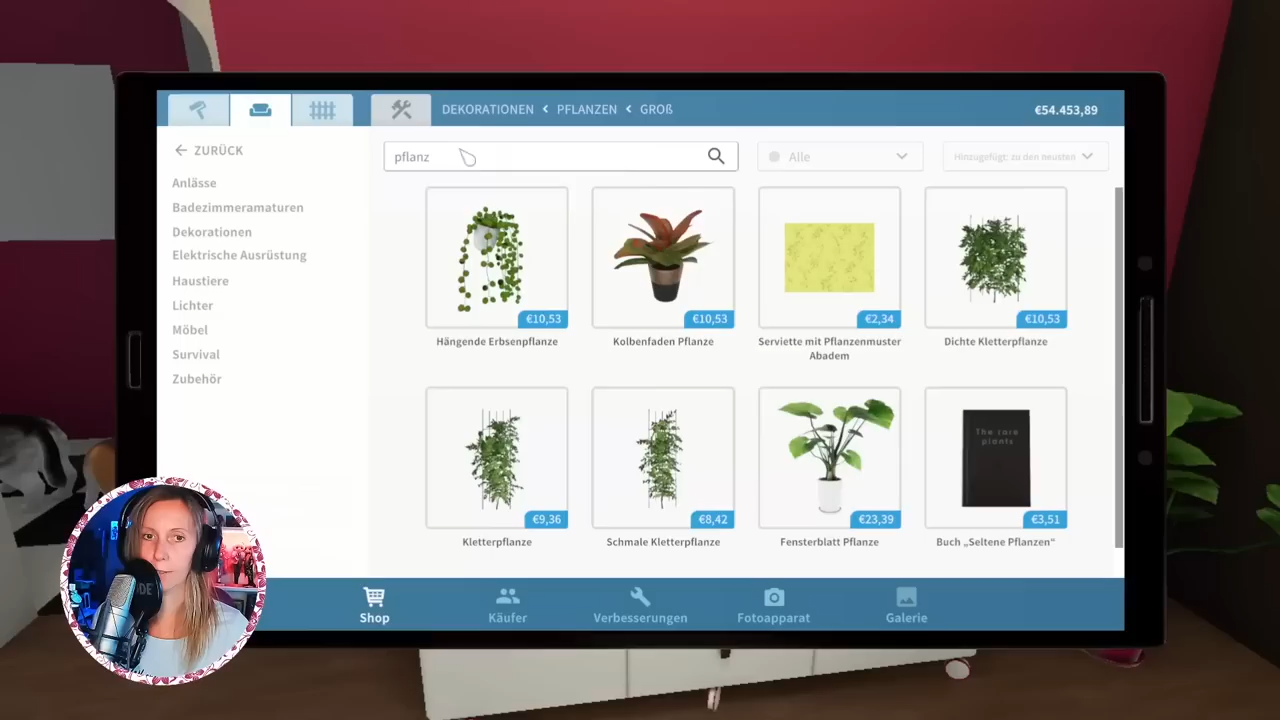 DEKORATIONEN < PFLANZEN < GROß
€54.453,89
ZURÜCK
pflanz
Alle
Hinzugefügt: zu den neusten
Anlässe
Badezimmeramaturen
Dekorationen
Elektrische Ausrüstung
Haustiere
Lichter
Möbel
Survival
Zubehör
€10,53
€10,53
€2,34
€10,53
Hängende Erbsenpflanze
Kolbenfaden Pflanze
Serviette mit Pflanzenmuster
Abadem
Dichte Kletterpflanze
The rare
plants
€9,36
€8,42
€23,39
€3,51
Kletterpflanze
Schmale Kletterpflanze
Fensterblatt Pflanze
Buch „Seltene Pflanzen“
Shop
Käufer
Verbesserungen
Fotoapparat
Galerie